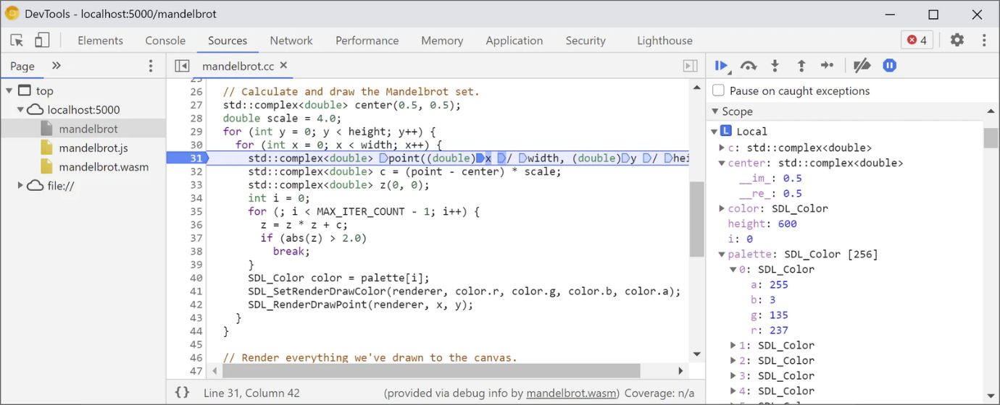 DevTools - localhost:5000/mandelbrot
Elements Console Sources Network Performance Memory Application Security Lighthouse 4
Page
top
localhost:5000
mandelbrot
mandelbrot.js
mandelbrot.wasm
file://
mandelbrot.cc
25
26 // Calculate and draw the Mandelbrot set.
27 std::complex<double> center(0.5, 0.5);
28 double scale = 4.0;
29 for (int y = 0; y < height; y++) {
30 for (int x = 0; x < width; x++) {
31 std::complex<double> point((double)x / width, (double)y / hei
32 std::complex<double> c = (point - center) * scale;
33 std::complex<double> z(0, 0);
34 int i = 0;
35 for (; i < MAX_ITER_COUNT - 1; i++) {
36 z = z * z + c;
37 if (abs(z) > 2.0)
38 break;
39 }
40 SDL_Color color = palette[i];
41 SDL_SetRenderDrawColor(renderer, color.r, color.g, color.b, color.a);
42 SDL_RenderDrawPoint(renderer, x, y);
43 }
44 }
45
46 // Render everything we've drawn to the canvas.
47
{} Line 31, Column 42 (provided via debug info by mandelbrot.wasm) Coverage: n/a
Pause on caught exceptions
Scope
L Local
c: std::complex<double>
center: std::complex<double>
__im_: 0.5
__re_: 0.5
color: SDL_Color
height: 600
i: 0
palette: SDL_Color [256]
0: SDL_Color
a: 255
b: 3
g: 135
r: 237
1: SDL_Color
2: SDL_Color
3: SDL_Color
4: SDL_Color